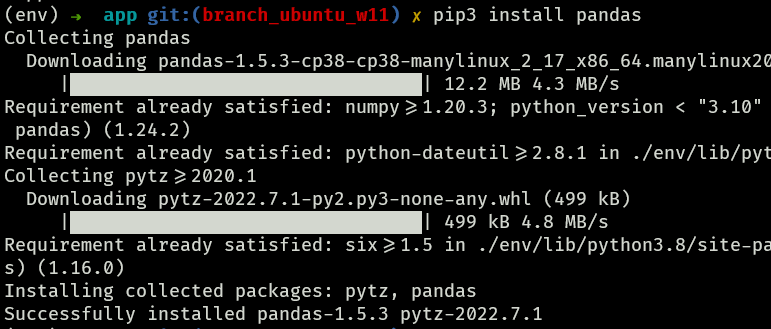 (env) → app git:(branch_ubuntu_w11) ✗ pip3 install pandas
Collecting pandas
Downloading pandas-1.5.3-cp38-cp38-manylinux_2_17_x86_64.manylinux20
| | 12.2 MB 4.3 MB/s
Requirement already satisfied: numpy>=1.20.3; python_version < "3.10"
pandas) (1.24.2)
Requirement already satisfied: python-dateutil>=2.8.1 in ./env/lib/pyt
Collecting pytz>=2020.1
Downloading pytz-2022.7.1-py2.py3-none-any.whl (499 kB)
| | 499 kB 4.8 MB/s
Requirement already satisfied: six>=1.5 in ./env/lib/python3.8/site-pa
s) (1.16.0)
Installing collected packages: pytz, pandas
Successfully installed pandas-1.5.3 pytz-2022.7.1